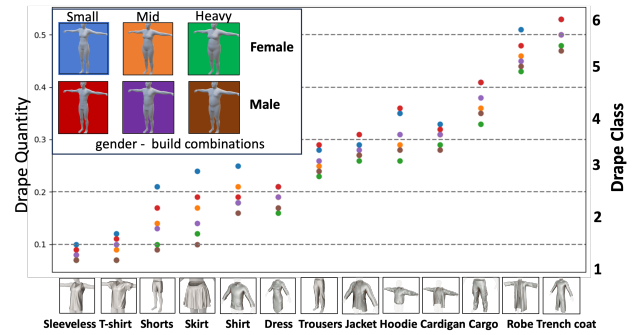 Small Mid Heavy
Female
Male
gender - build combinations
Drape Quantity
0.5
0.4
0.3
0.2
0.1
Drape Class
6
5
4
3
2
1
Sleeveless T-shirt Shorts Skirt Shirt Dress Trousers Jacket Hoodie Cardigan Cargo Robe Trench coat